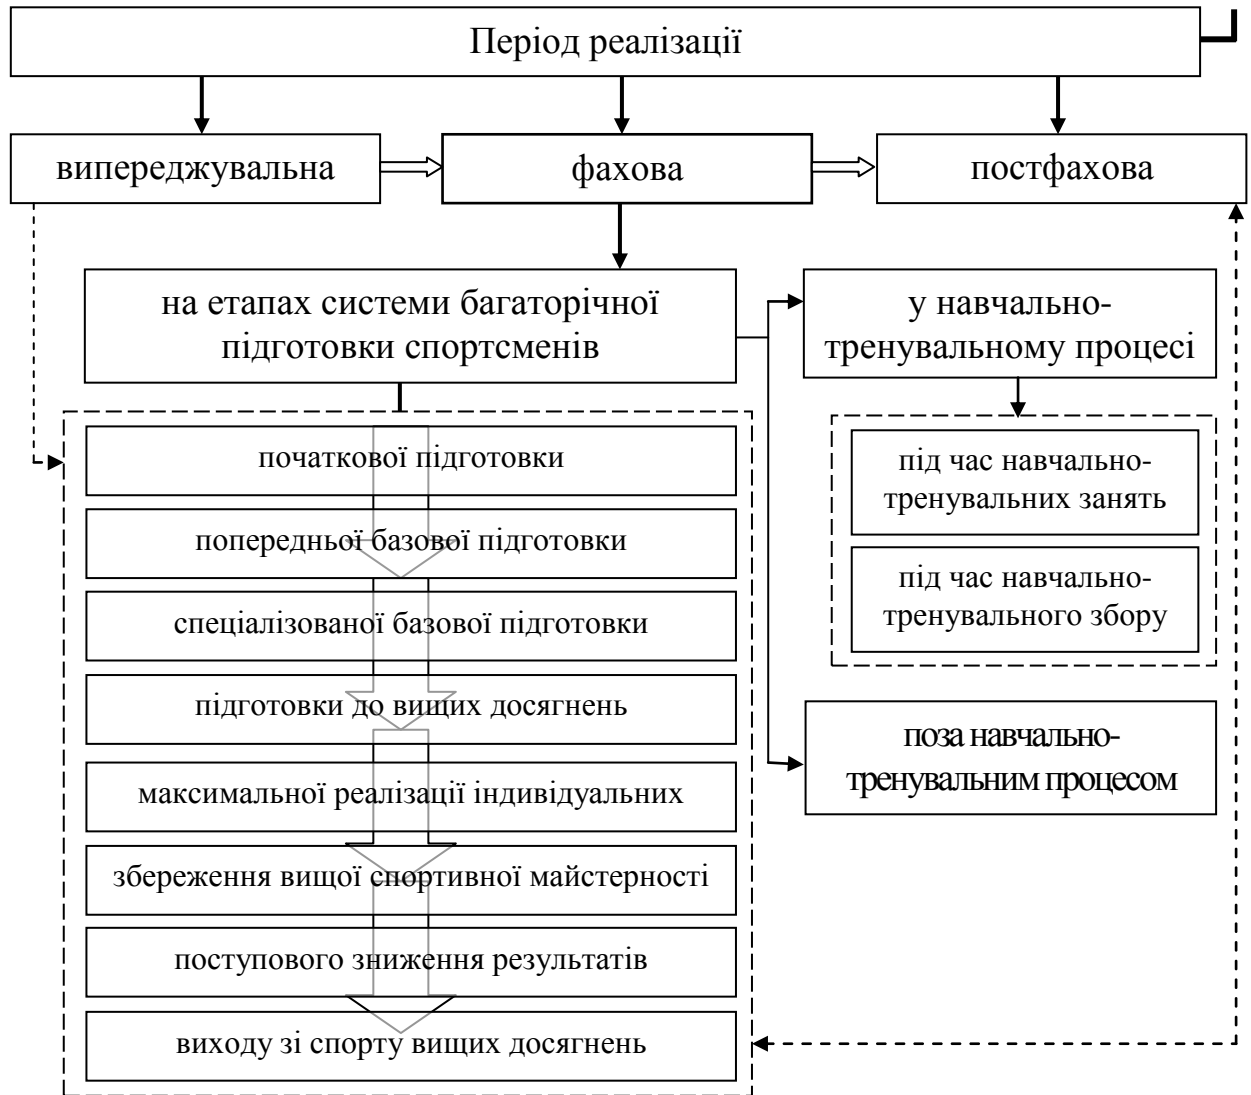 Період реалізації
випереджувальна
фахова
постфахова
на етапах системи багаторічної
підготовки спортсменів
початкової підготовки
попередньої базової підготовки
спеціалізованої базової підготовки
підготовки до вищих досягнень
максимальної реалізації індивідуальних
збереження вищої спортивної майстерності
поступового зниження результатів
виходу зі спорту вищих досягнень
у навчально-
тренувальному процесі
під час навчально-
тренувальних занять
під час навчально-
тренувального збору
поза навчально-
тренувальним процесом